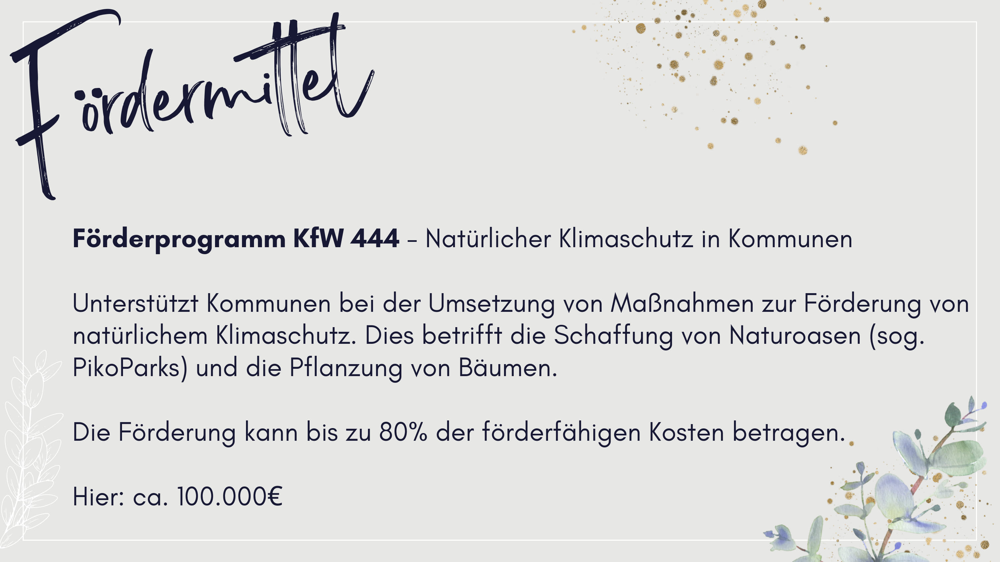 Fördermittel
Förderprogramm KfW 444 – Natürlicher Klimaschutz in Kommunen
Unterstützt Kommunen bei der Umsetzung von Maßnahmen zur Förderung von
natürlichem Klimaschutz. Dies betrifft die Schaffung von Naturoasen (sog.
PikoParks) und die Pflanzung von Bäumen.
Die Förderung kann bis zu 80% der förderfähigen Kosten betragen.
Hier: ca. 100.000€